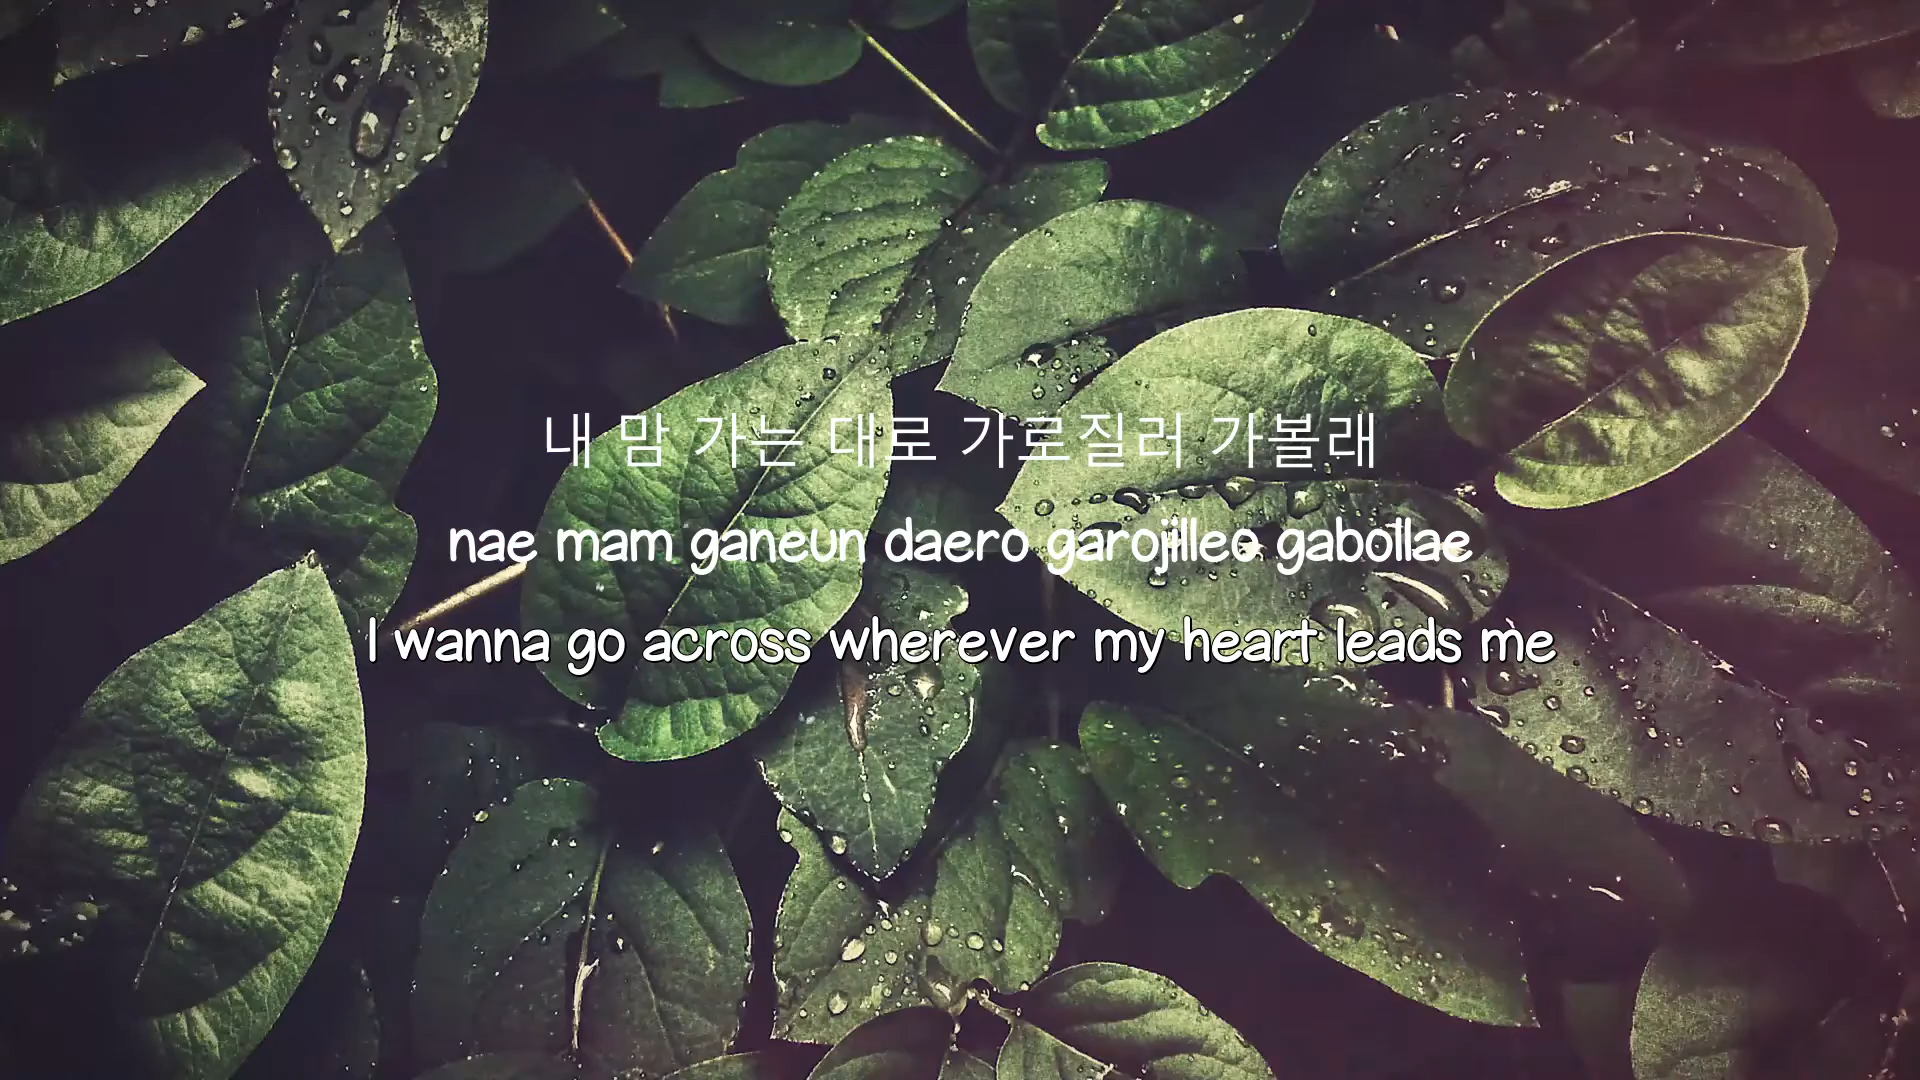 내 맘 가는 대로 가로질러 가볼래
nae mam ganeun daero garojilleo gabollae
I wanna go across wherever my heart leads me